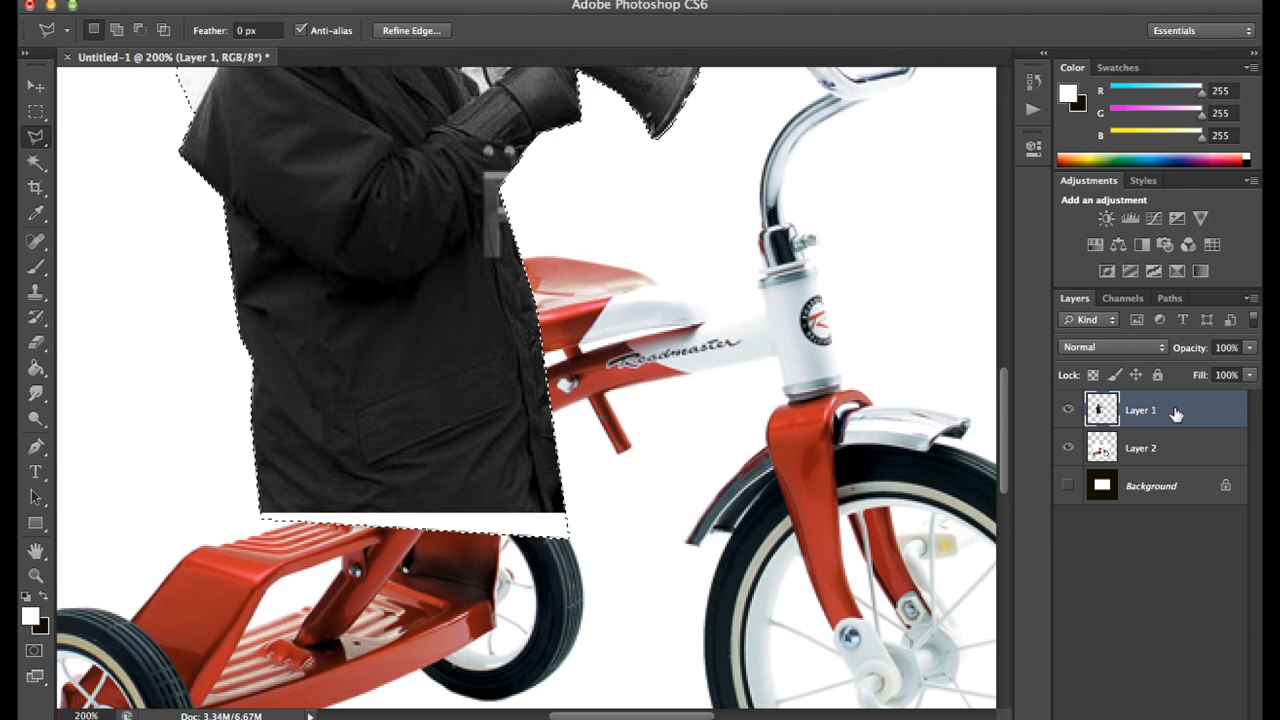 Adobe Photoshop CS6
Feather: 0 px Anti-alias Refine Edge... Essentials
× Untitled-1 @ 200% (Layer 1, RGB/8*) *
Color Swatches
R 255
G 255
B 255
Adjustments Styles
Add an adjustment
Layers Channels Paths
Kind
Normal Opacity: 100%
Lock: Fill: 100%
Layer 1
Layer 2
Background
Roadmaster
R
200% Doc: 3.34M/6.67M